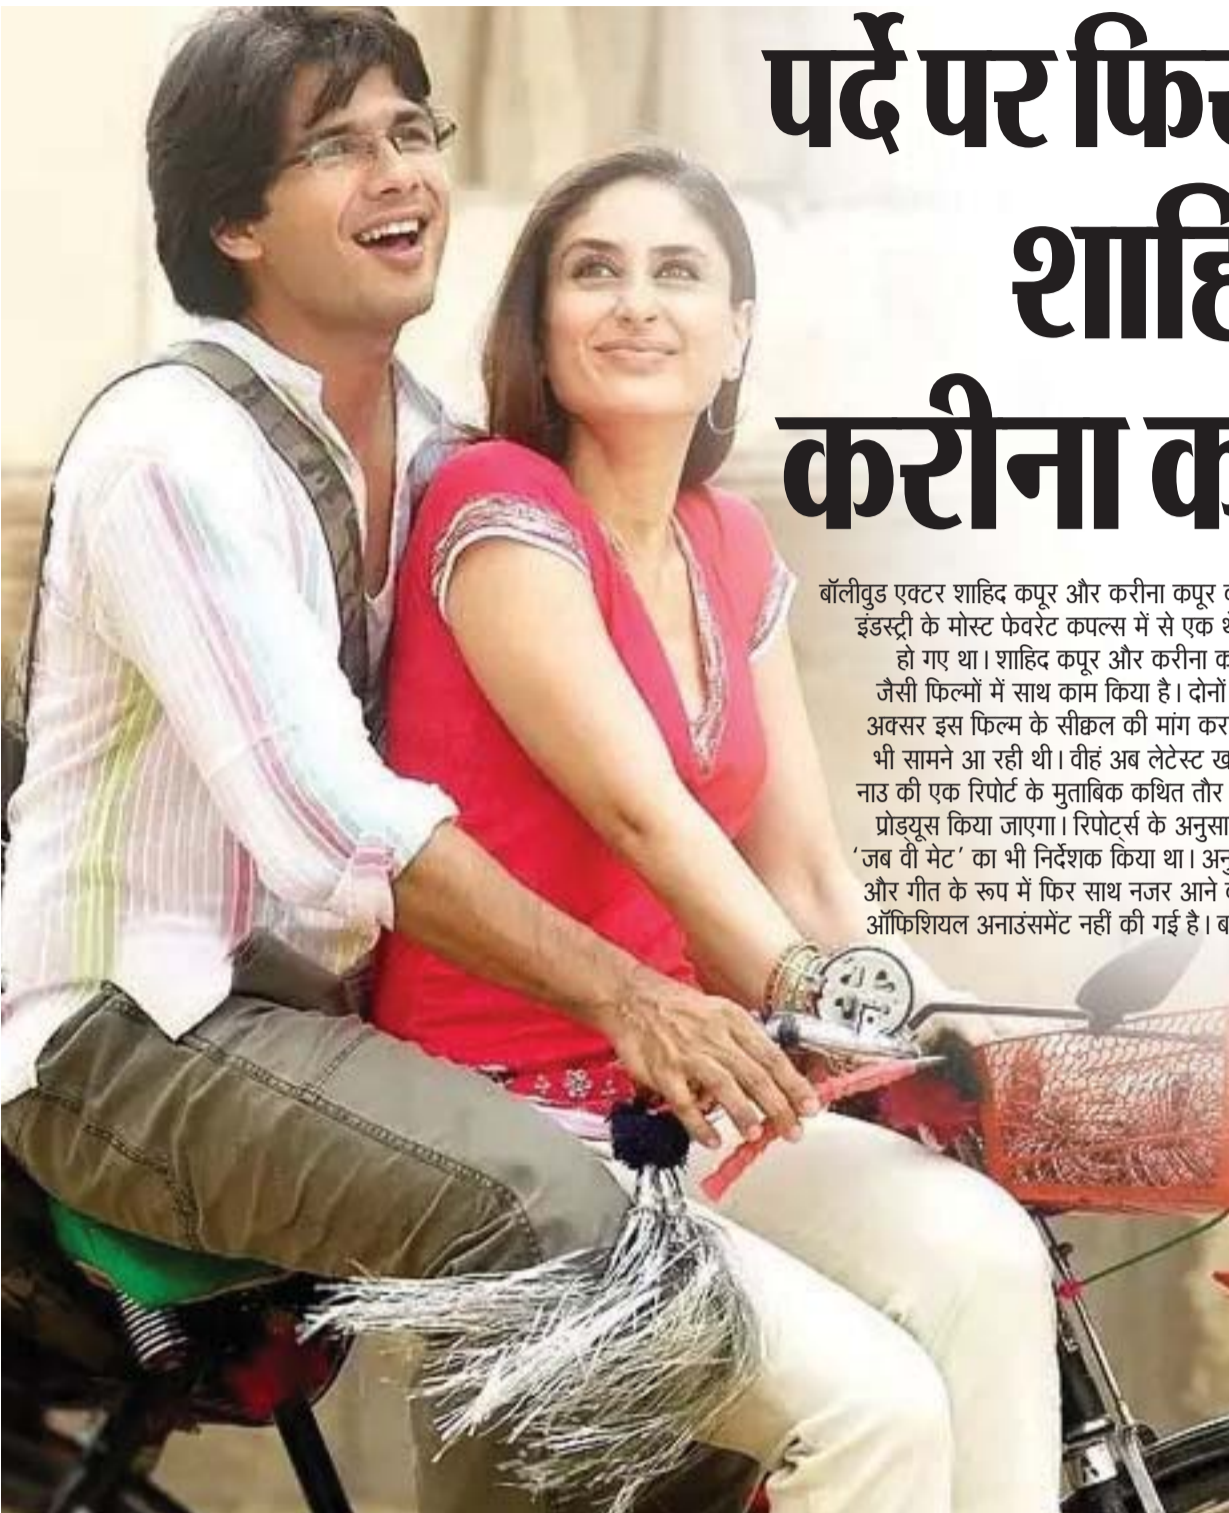 पर्दे पर फिर
शाहि
करीना क
बॉलीवुड एक्टर शाहिद कपूर और करीना कपूर
इंडस्ट्री के मोस्ट फेवरेट कपल्स में से एक
हो गए था। शाहिद कपूर और करीना क
जैसी फिल्मों में साथ काम किया है। दोनों
अक्सर इस फिल्म के सीक्वल की मांग कर
भी सामने आ रही थी। वीहं अब लेटेस्ट ख
नाउ की एक रिपोर्ट के मुताबिक कथित तौर
प्रोड्यूस किया जाएगा। रिपोर्ट्स के अनुसा
‘जब वी मेट’ का भी निर्देशक किया था। अनु
और गीत के रूप में फिर साथ नजर आने
ऑफिशियल अनाउंसमेंट नहीं की गई है। ब